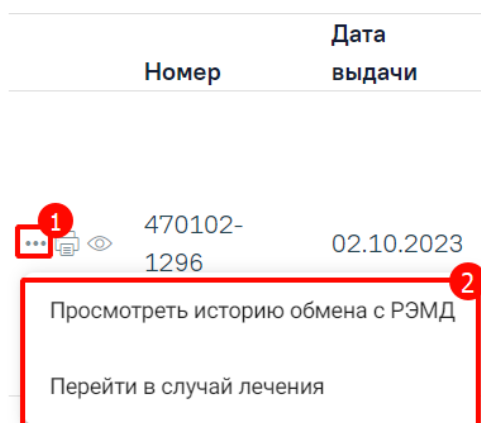 Номер
Дата
выдачи
1
470102-
1296
02.10.2023
2
Просмотреть историю обмена с РЭМД
Перейти в случай лечения